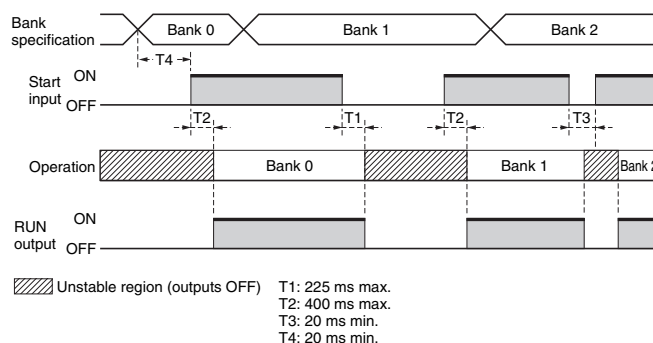 Bank
specification
Bank 0
Bank 1
Bank 2
T4
Start
input
ON
OFF
T2
T1
T2
T3
Operation
Bank 0
Bank 1
Bank 2
RUN
output
ON
OFF
Unstable region (outputs OFF)
T1: 225 ms max.
T2: 400 ms max.
T3: 20 ms min.
T4: 20 ms min.